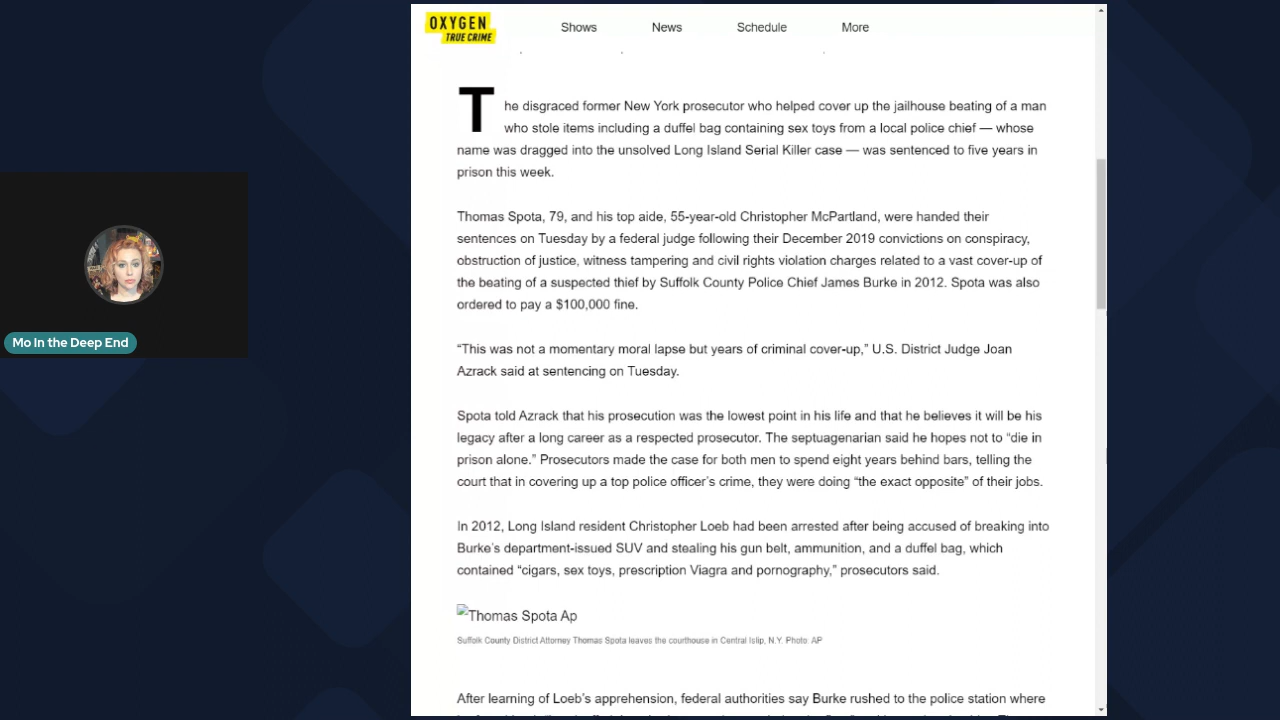 OXYGEN
TRUE CRIME
Shows
News
Schedule
More
The disgraced former New York prosecutor who helped cover up the jailhouse beating of a man
who stole items including a duffel bag containing sex toys from a local police chief — whose
name was dragged into the unsolved Long Island Serial Killer case — was sentenced to five years in
prison this week.
Thomas Spota, 79, and his top aide, 55-year-old Christopher McPartland, were handed their
sentences on Tuesday by a federal judge following their December 2019 convictions on conspiracy,
obstruction of justice, witness tampering and civil rights violation charges related to a vast cover-up of
the beating of a suspected thief by Suffolk County Police Chief James Burke in 2012. Spota was also
ordered to pay a $100,000 fine.
“This was not a momentary moral lapse but years of criminal cover-up,” U.S. District Judge Joan
Azrack said at sentencing on Tuesday.
Spota told Azrack that his prosecution was the lowest point in his life and that he believes it will be his
legacy after a long career as a respected prosecutor. The septuagenarian said he hopes not to “die in
prison alone.” Prosecutors made the case for both men to spend eight years behind bars, telling the
court that in covering up a top police officer’s crime, they were doing “the exact opposite” of their jobs.
In 2012, Long Island resident Christopher Loeb had been arrested after being accused of breaking into
Burke’s department-issued SUV and stealing his gun belt, ammunition, and a duffel bag, which
contained “cigars, sex toys, prescription Viagra and pornography,” prosecutors said.
Thomas Spota Ap
Suffolk County District Attorney Thomas Spota leaves the courthouse in Central Islip, N.Y. Photo: AP
After learning of Loeb’s apprehension, federal authorities say Burke rushed to the police station where
Mo In the Deep End